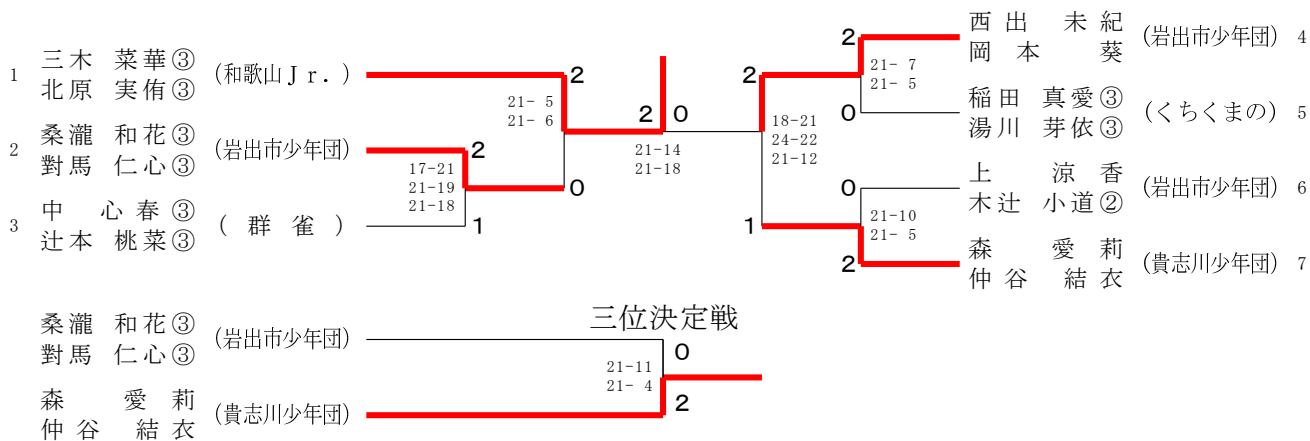 1 三木 菜華③ (和歌山Jr.)
北原 実侑③
2 桑瀧 和花③ (岩出市少年団)
對馬 仁心③
3 中 心春③ (群雀)
辻本 桃菜③
2
21- 5
21- 6
2
17-21
21-19
21-18
0
1
2 0
21-14
21-18
2
18-21
24-22
21-12
1
2
21- 7
21- 5
0
0
21-10
21- 5
2
西出 未紀 (岩出市少年団) 4
岡本 葵
稲田 真愛③ (くちくまの) 5
湯川 芽依③
上 涼香 (岩出市少年団) 6
木辻 小道②
森 愛莉 (貴志川少年団) 7
仲谷 結衣
三位決定戦
桑瀧 和花③ (岩出市少年団)
對馬 仁心③
森 愛莉 (貴志川少年団)
仲谷 結衣
0
21-11
21- 4
2